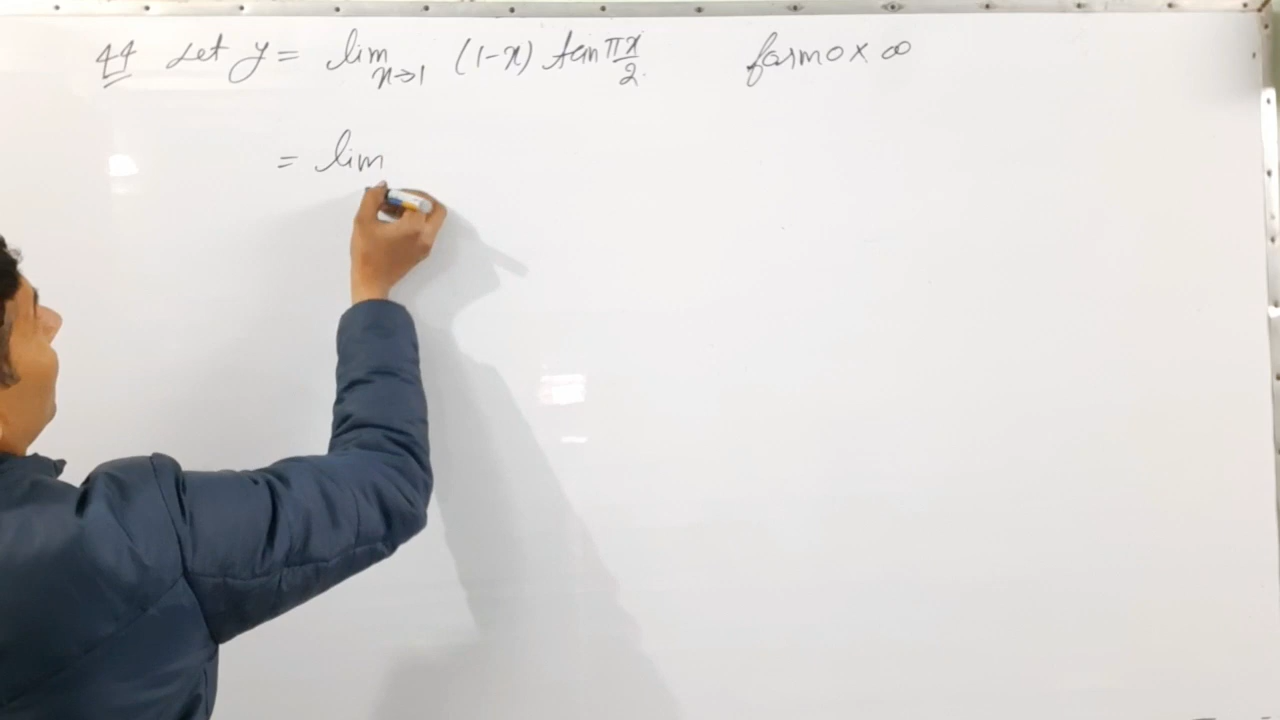 44 Let y = lim x→1 (1-x) tan πx/2. form 0 × ∞
= lim